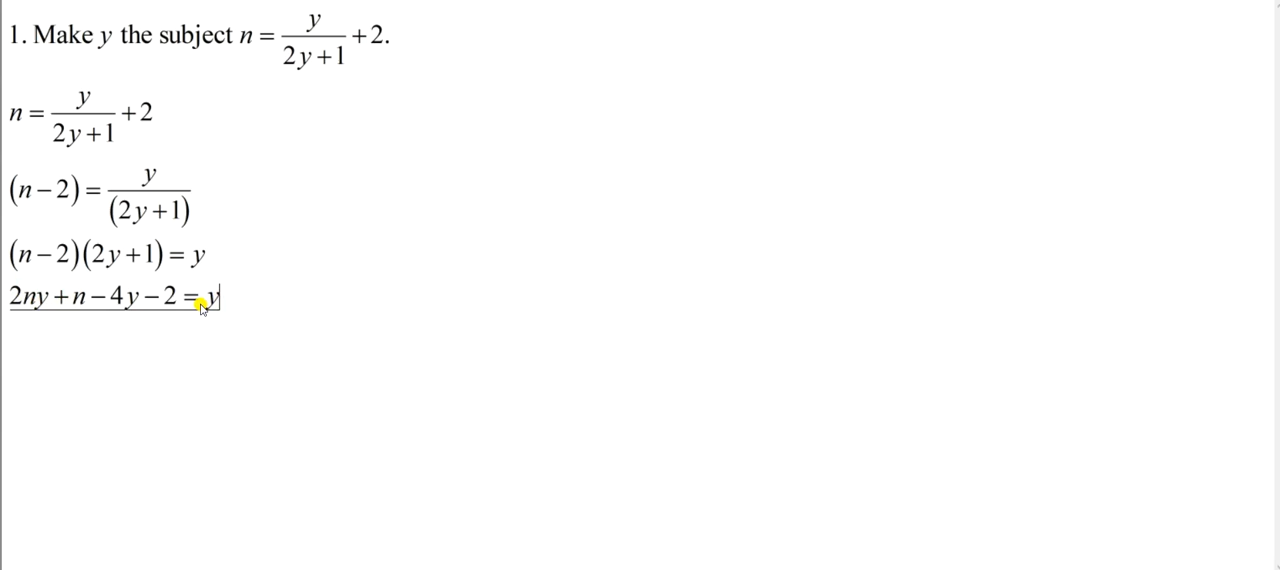 1. Make y the subject n = y/(2y+1) + 2.
n = y/(2y+1) + 2
(n−2) = y/(2y+1)
(n−2)(2y+1) = y
2ny+n−4y−2 = y